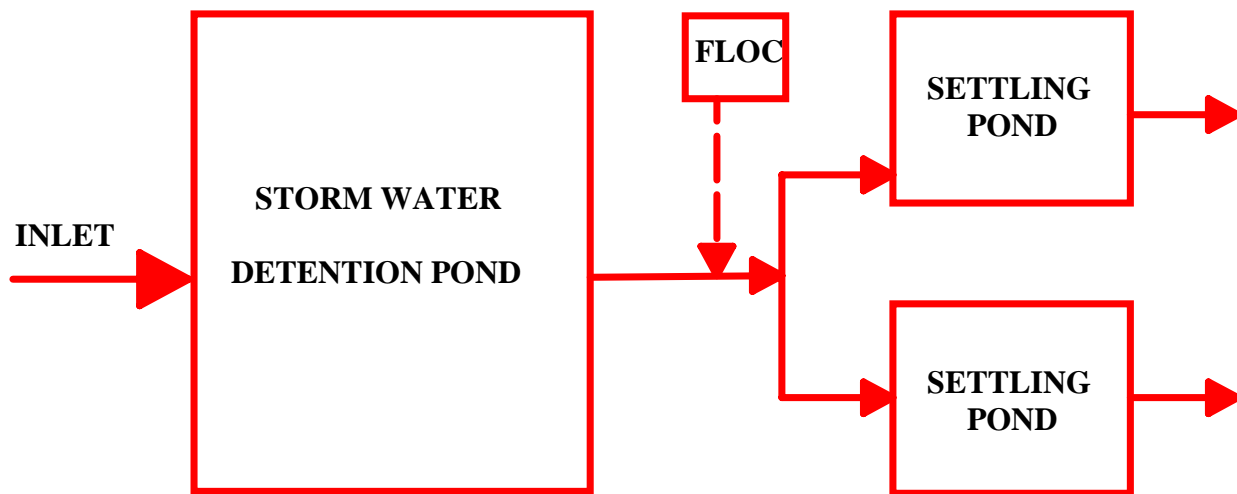 INLET
STORM WATER
DETENTION POND
FLOC
SETTLING
POND
SETTLING
POND